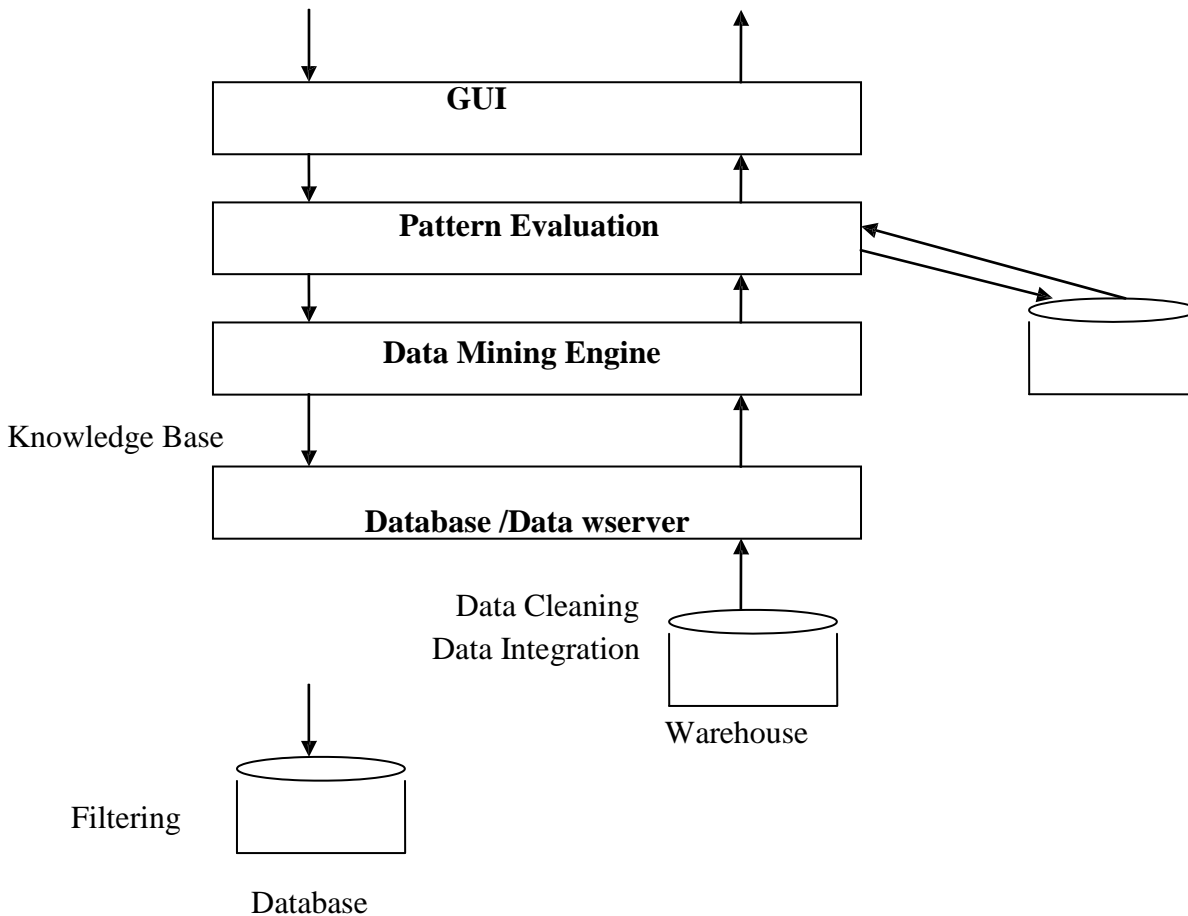 GUI
Pattern Evaluation
Data Mining Engine
Knowledge Base
Database /Data wserver
Data Cleaning
Data Integration
Warehouse
Filtering
Database